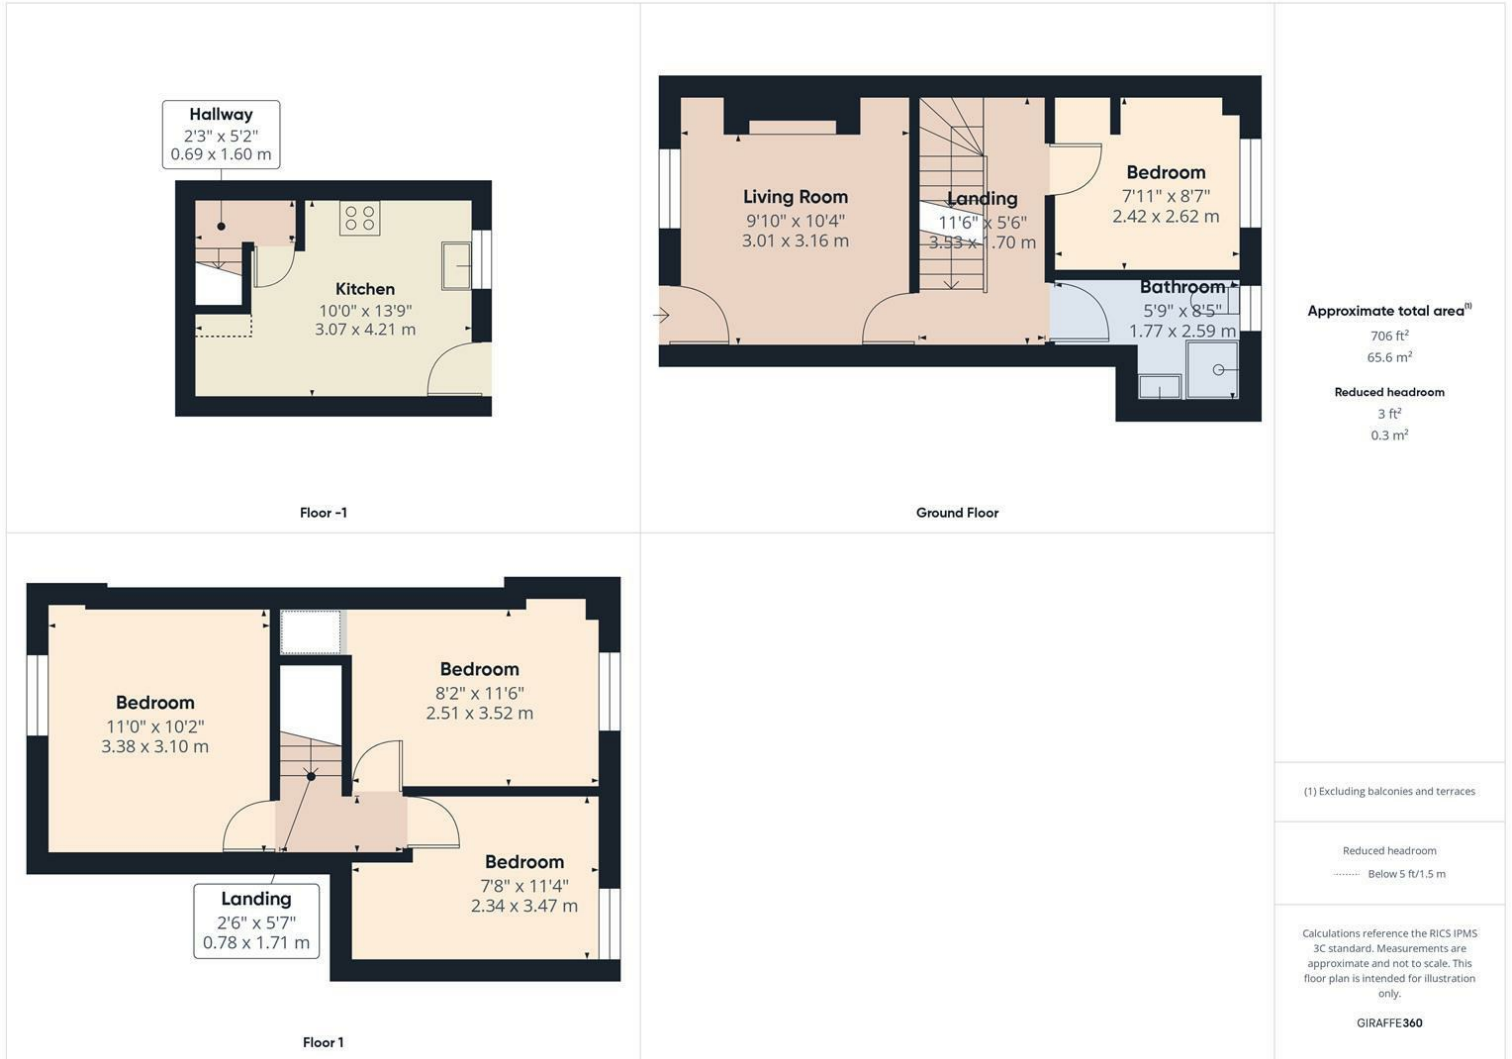 Hallway
2'3" x 5'2"
0.69 x 1.60 m
Kitchen
10'0" x 13'9"
3.07 x 4.21 m
Floor -1
Living Room
9'10" x 10'4"
3.01 x 3.16 m
Landing
11'6" x 5'6"
3.53 x 1.70 m
Bedroom
7'11" x 8'7"
2.42 x 2.62 m
Bathroom
5'9" x 8'5"
1.77 x 2.59 m
Ground Floor
Bedroom
11'0" x 10'2"
3.38 x 3.10 m
Bedroom
8'2" x 11'6"
2.51 x 3.52 m
Bedroom
7'8" x 11'4"
2.34 x 3.47 m
Landing
2'6" x 5'7"
0.78 x 1.71 m
Floor 1
Approximate total area⁽¹⁾
706 ft²
65.6 m²
Reduced headroom
3 ft²
0.3 m²
(1) Excluding balconies and terraces
Reduced headroom
Below 5 ft/1.5 m
Calculations reference the RICS IPMS
3C standard. Measurements are
approximate and not to scale. This
floor plan is intended for illustration
only.
GIRAFFE360